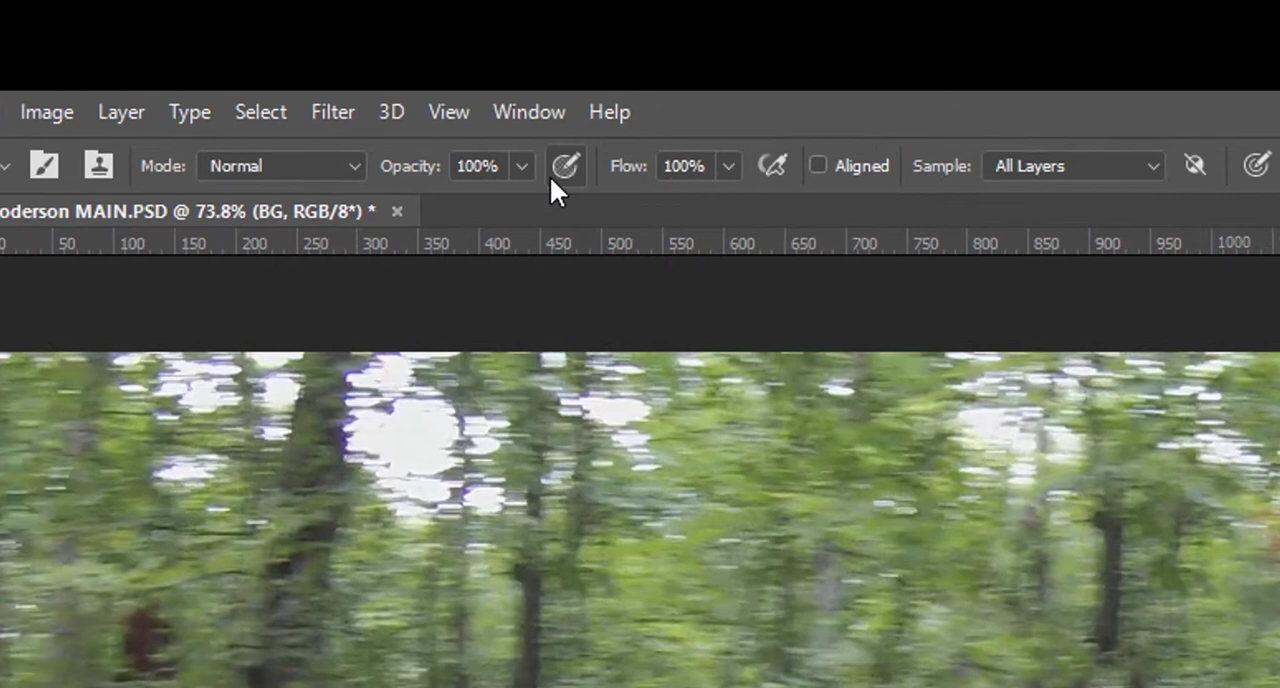 Image Layer Type Select Filter 3D View Window Help
Mode: Normal Opacity: 100% Flow: 100% Aligned Sample: All Layers
oderson MAIN.PSD @ 73.8% (BG, RGB/8*) *
0 50 100 150 200 250 300 350 400 450 500 550 600 650 700 750 800 850 900 950 1000